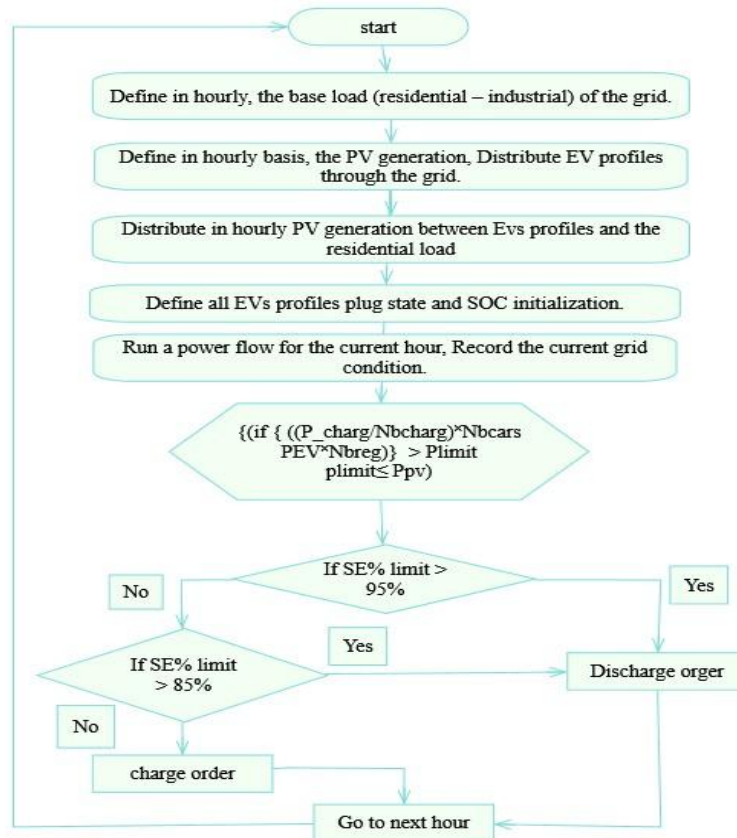 start
Define in hourly, the base load (residential – industrial) of the grid.
Define in hourly basis, the PV generation, Distribute EV profiles
through the grid.
Distribute in hourly PV generation between Evs profiles and the
residential load
Define all EVs profiles plug state and SOC initialization.
Run a power flow for the current hour, Record the current grid
condition.
{(if { ((P_charg/Nbcharg)*Nbcars
PEV*Nbreg)} > Plimit
plimit≤ Ppv)
If SE% limit >
95%
No
Yes
If SE% limit
> 85%
Yes
Discharge orger
No
charge order
Go to next hour